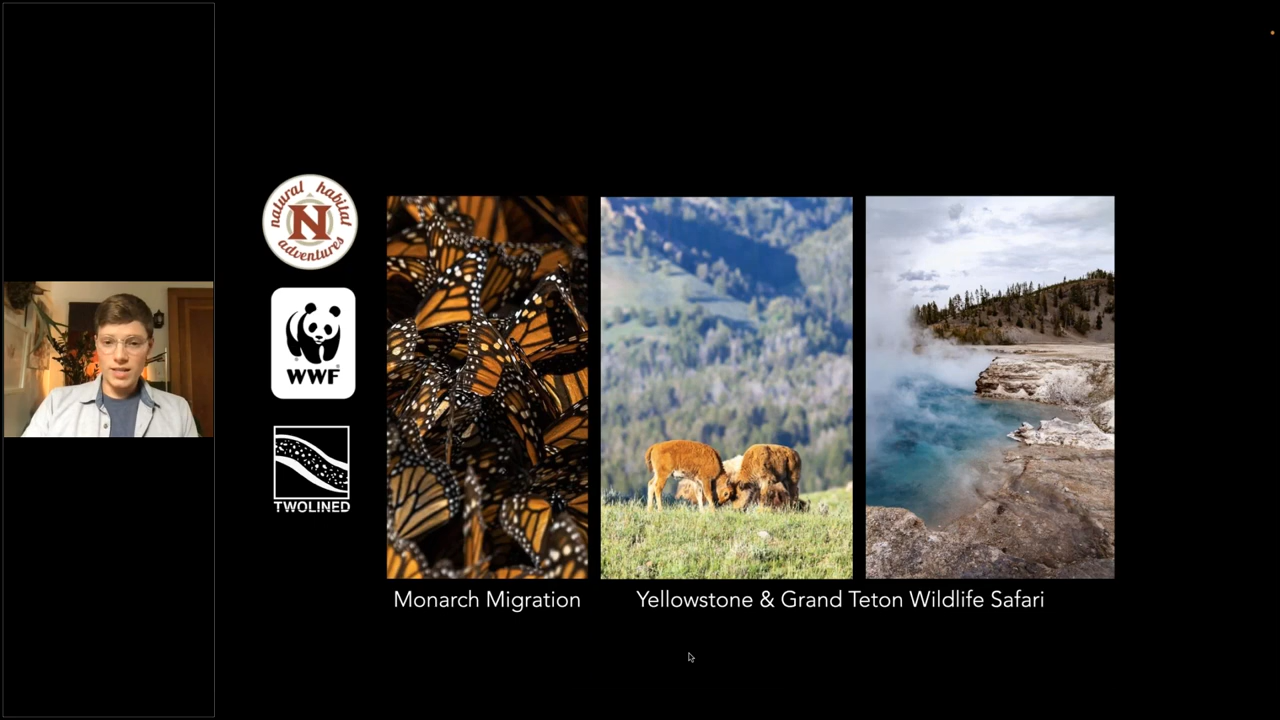 natural habitat
N
adventures
WWF
TWOLINED
Monarch Migration
Yellowstone & Grand Teton Wildlife Safari